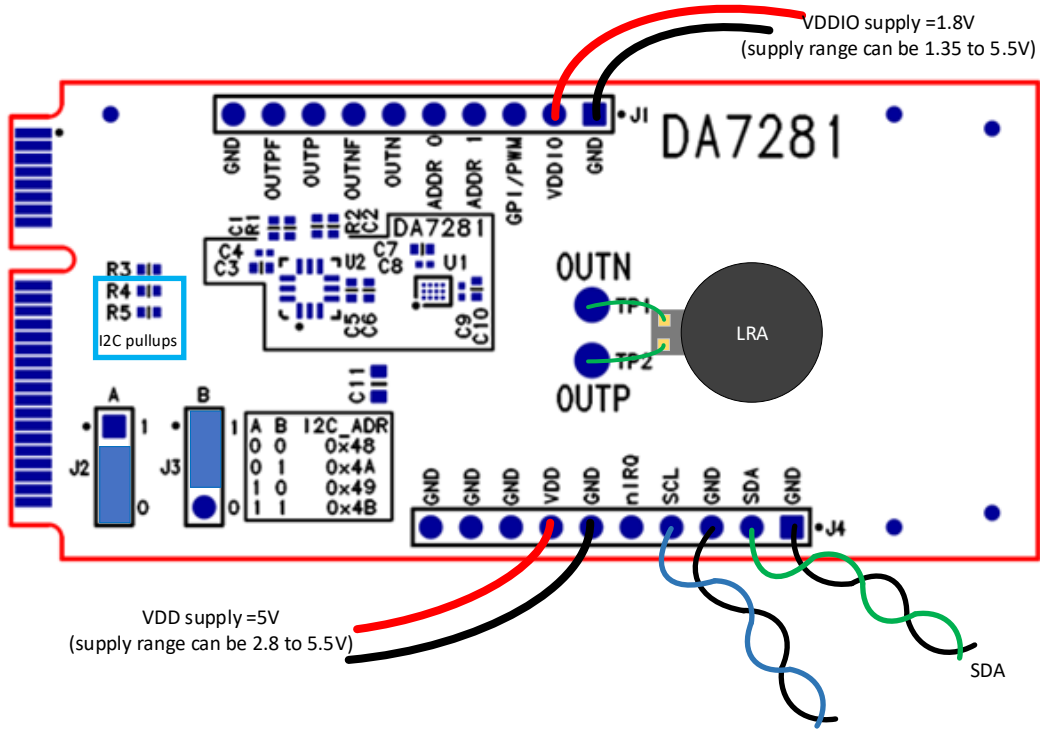 VDDIO supply =1.8V
(supply range can be 1.35 to 5.5V)
J1
DA7281
GND
OUTPF
OUTP
OUTNF
OUTN
ADDR 0
ADDR 1
GPI/PWM
VDDIO
GND
C1
R1
R2
C2
DA7281
C4
C3
U2
C7
C8
U1
C5
C6
C9
C10
R3
R4
R5
I2C pullups
OUTN
TP1
LRA
TP2
OUTP
C11
A
1
J2
0
B
1
J3
0
A B I2C_ADR
0 0 0x48
0 1 0x4A
1 0 0x49
1 1 0x4B
GND
GND
GND
VDD
GND
nIRQ
SCL
GND
SDA
GND
J4
VDD supply =5V
(supply range can be 2.8 to 5.5V)
SDA